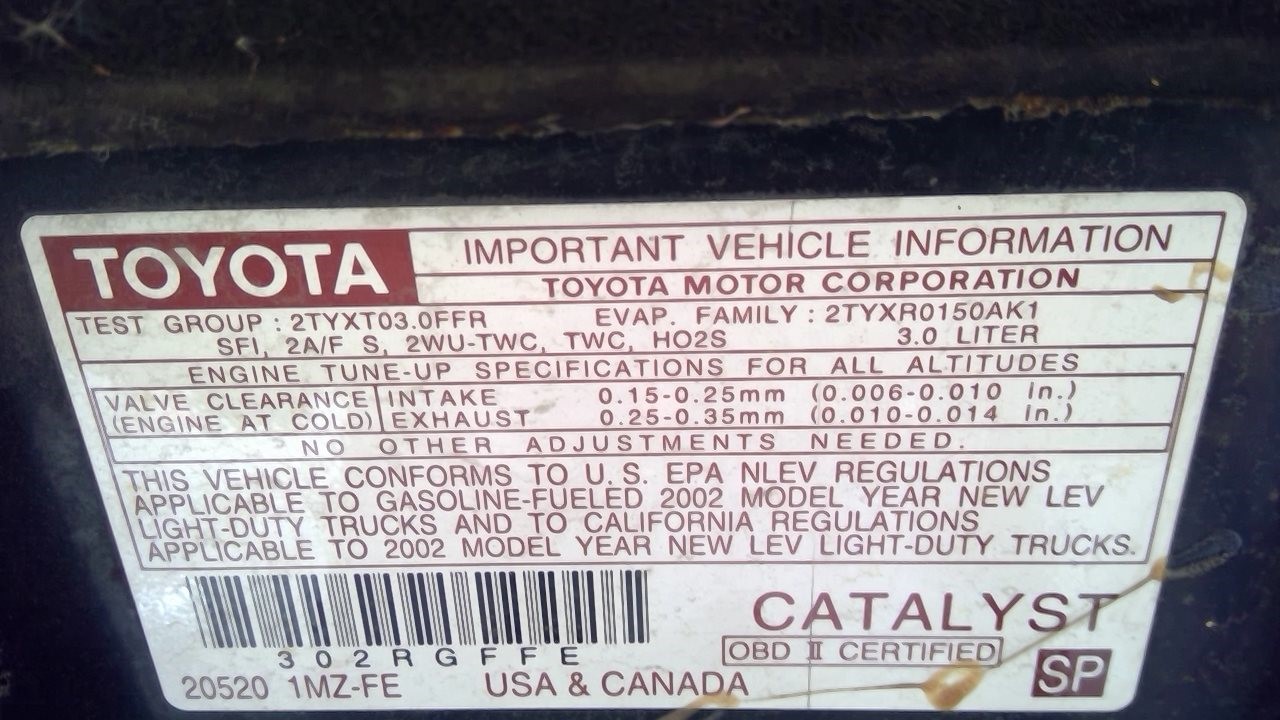 TOYOTA
IMPORTANT VEHICLE INFORMATION
TOYOTA MOTOR CORPORATION
TEST GROUP : 2TYXT03.0FFR EVAP. FAMILY : 2TYXR0150AK1
SFI, 2A/F S, 2WU-TWC, TWC, HO2S 3.0 LITER
ENGINE TUNE-UP SPECIFICATIONS FOR ALL ALTITUDES
VALVE CLEARANCE INTAKE 0.15-0.25mm (0.006-0.010 in.)
(ENGINE AT COLD) EXHAUST 0.25-0.35mm (0.010-0.014 in.)
NO OTHER ADJUSTMENTS NEEDED.
THIS VEHICLE CONFORMS TO U.S. EPA NLEV REGULATIONS
APPLICABLE TO GASOLINE-FUELED 2002 MODEL YEAR NEW LEV
LIGHT-DUTY TRUCKS AND TO CALIFORNIA REGULATIONS
APPLICABLE TO 2002 MODEL YEAR NEW LEV LIGHT-DUTY TRUCKS.
302RGFFE
20520 1MZ-FE USA & CANADA
CATALYST
OBD II CERTIFIED
SP